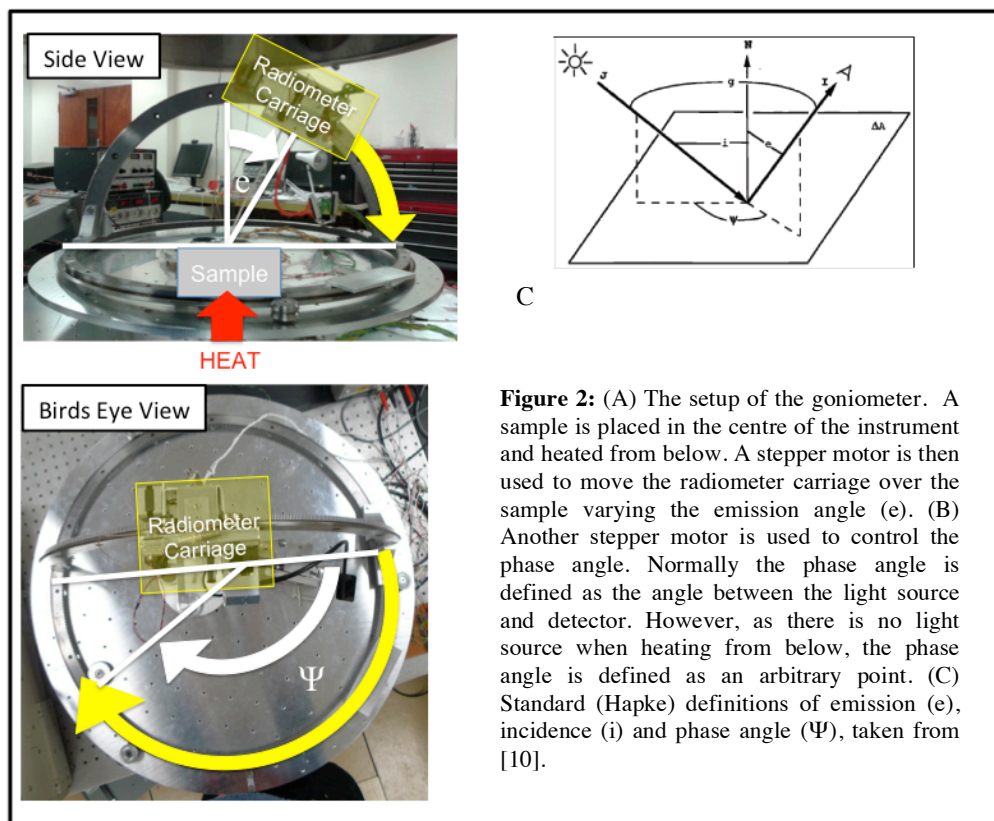 Side View
Radiometer
Carriage
e
Sample
HEAT
J
N
g
I
ΔA
i
e
Ψ
C
Birds Eye View
Radiometer
Carriage
Ψ
Figure 2: (A) The setup of the goniometer. A
sample is placed in the centre of the instrument
and heated from below. A stepper motor is then
used to move the radiometer carriage over the
sample varying the emission angle (e). (B)
Another stepper motor is used to control the
phase angle. Normally the phase angle is
defined as the angle between the light source
and detector. However, as there is no light
source when heating from below, the phase
angle is defined as an arbitrary point. (C)
Standard (Hapke) definitions of emission (e),
incidence (i) and phase angle (Ψ), taken from
[10].